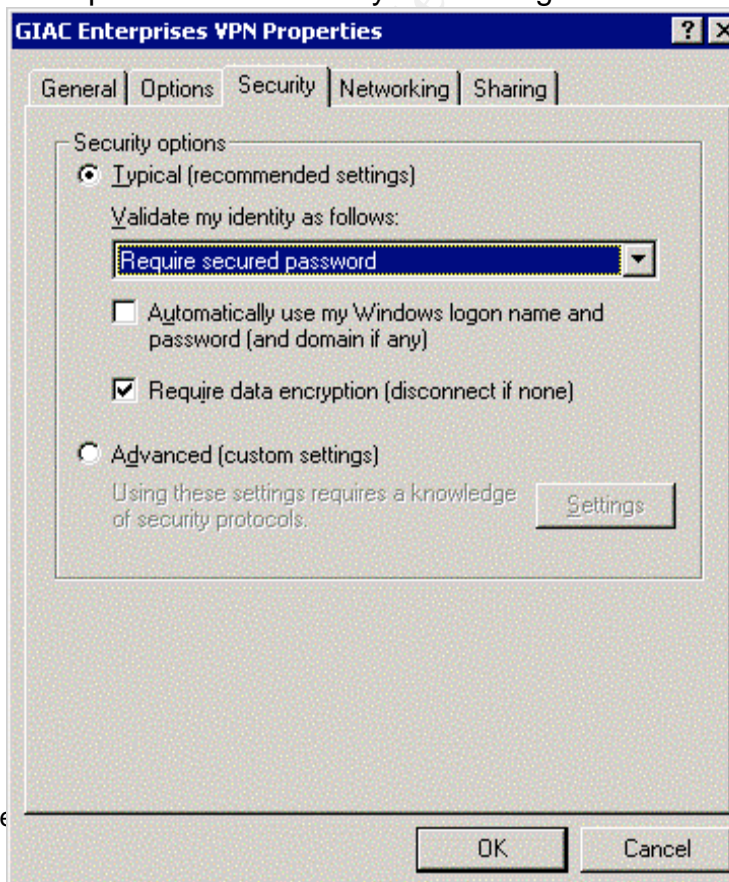 GIAC Enterprises VPN Properties
General Options Security Networking Sharing
Security options
Typical (recommended settings)
Validate my identity as follows:
Require secured password
Automatically use my Windows logon name and
password (and domain if any)
Require data encryption (disconnect if none)
Advanced (custom settings)
Using these settings requires a knowledge
of security protocols.
Settings
OK Cancel